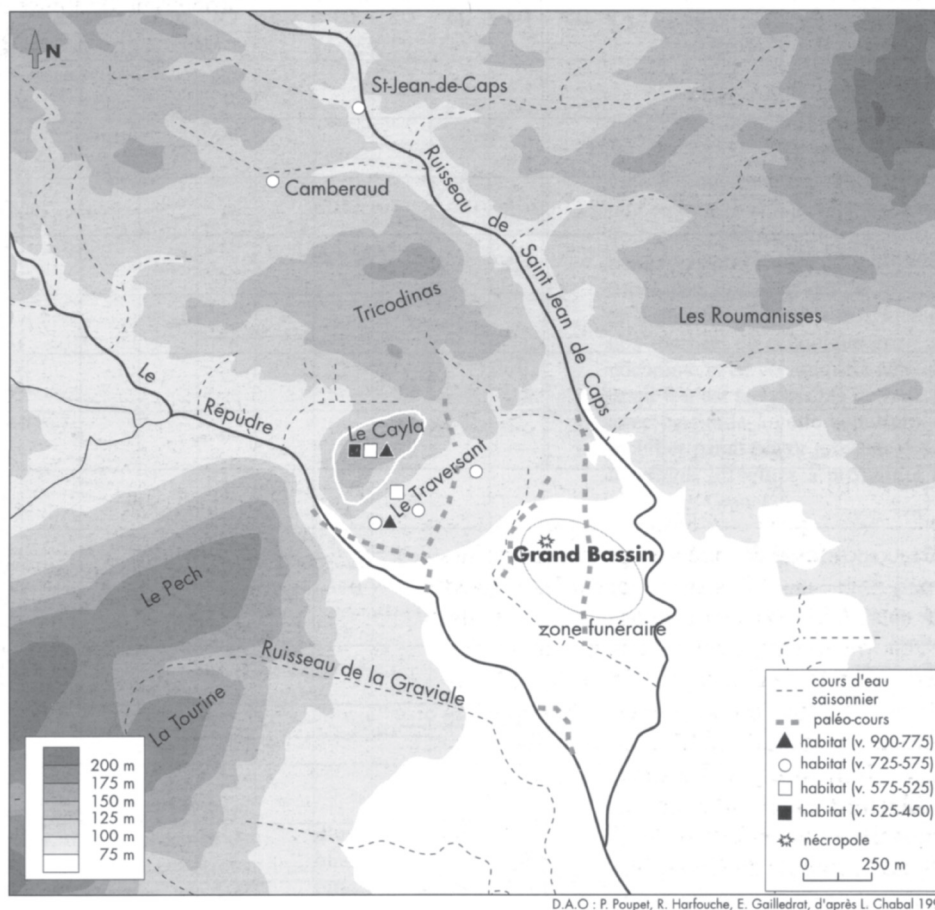 N
St-Jean-de-Caps
Camberaud
Ruisseau de Saint Jean de Caps
Tricodinas
Les Roumanisses
Le Répudre
Le Cayla
Le Traversant
Grand Bassin
zone funéraire
Le Pech
Ruisseau de la Graviale
La Tourine
200 m
175 m
150 m
125 m
100 m
75 m
cours d'eau
saisonnier
paléo-cours
habitat (v. 900-775)
habitat (v. 725-575)
habitat (v. 575-525)
habitat (v. 525-450)
nécropole
0 250 m
D.A.O : P. Poupet, R. Harfouche, E. Gailledrat, d'après L. Chabal